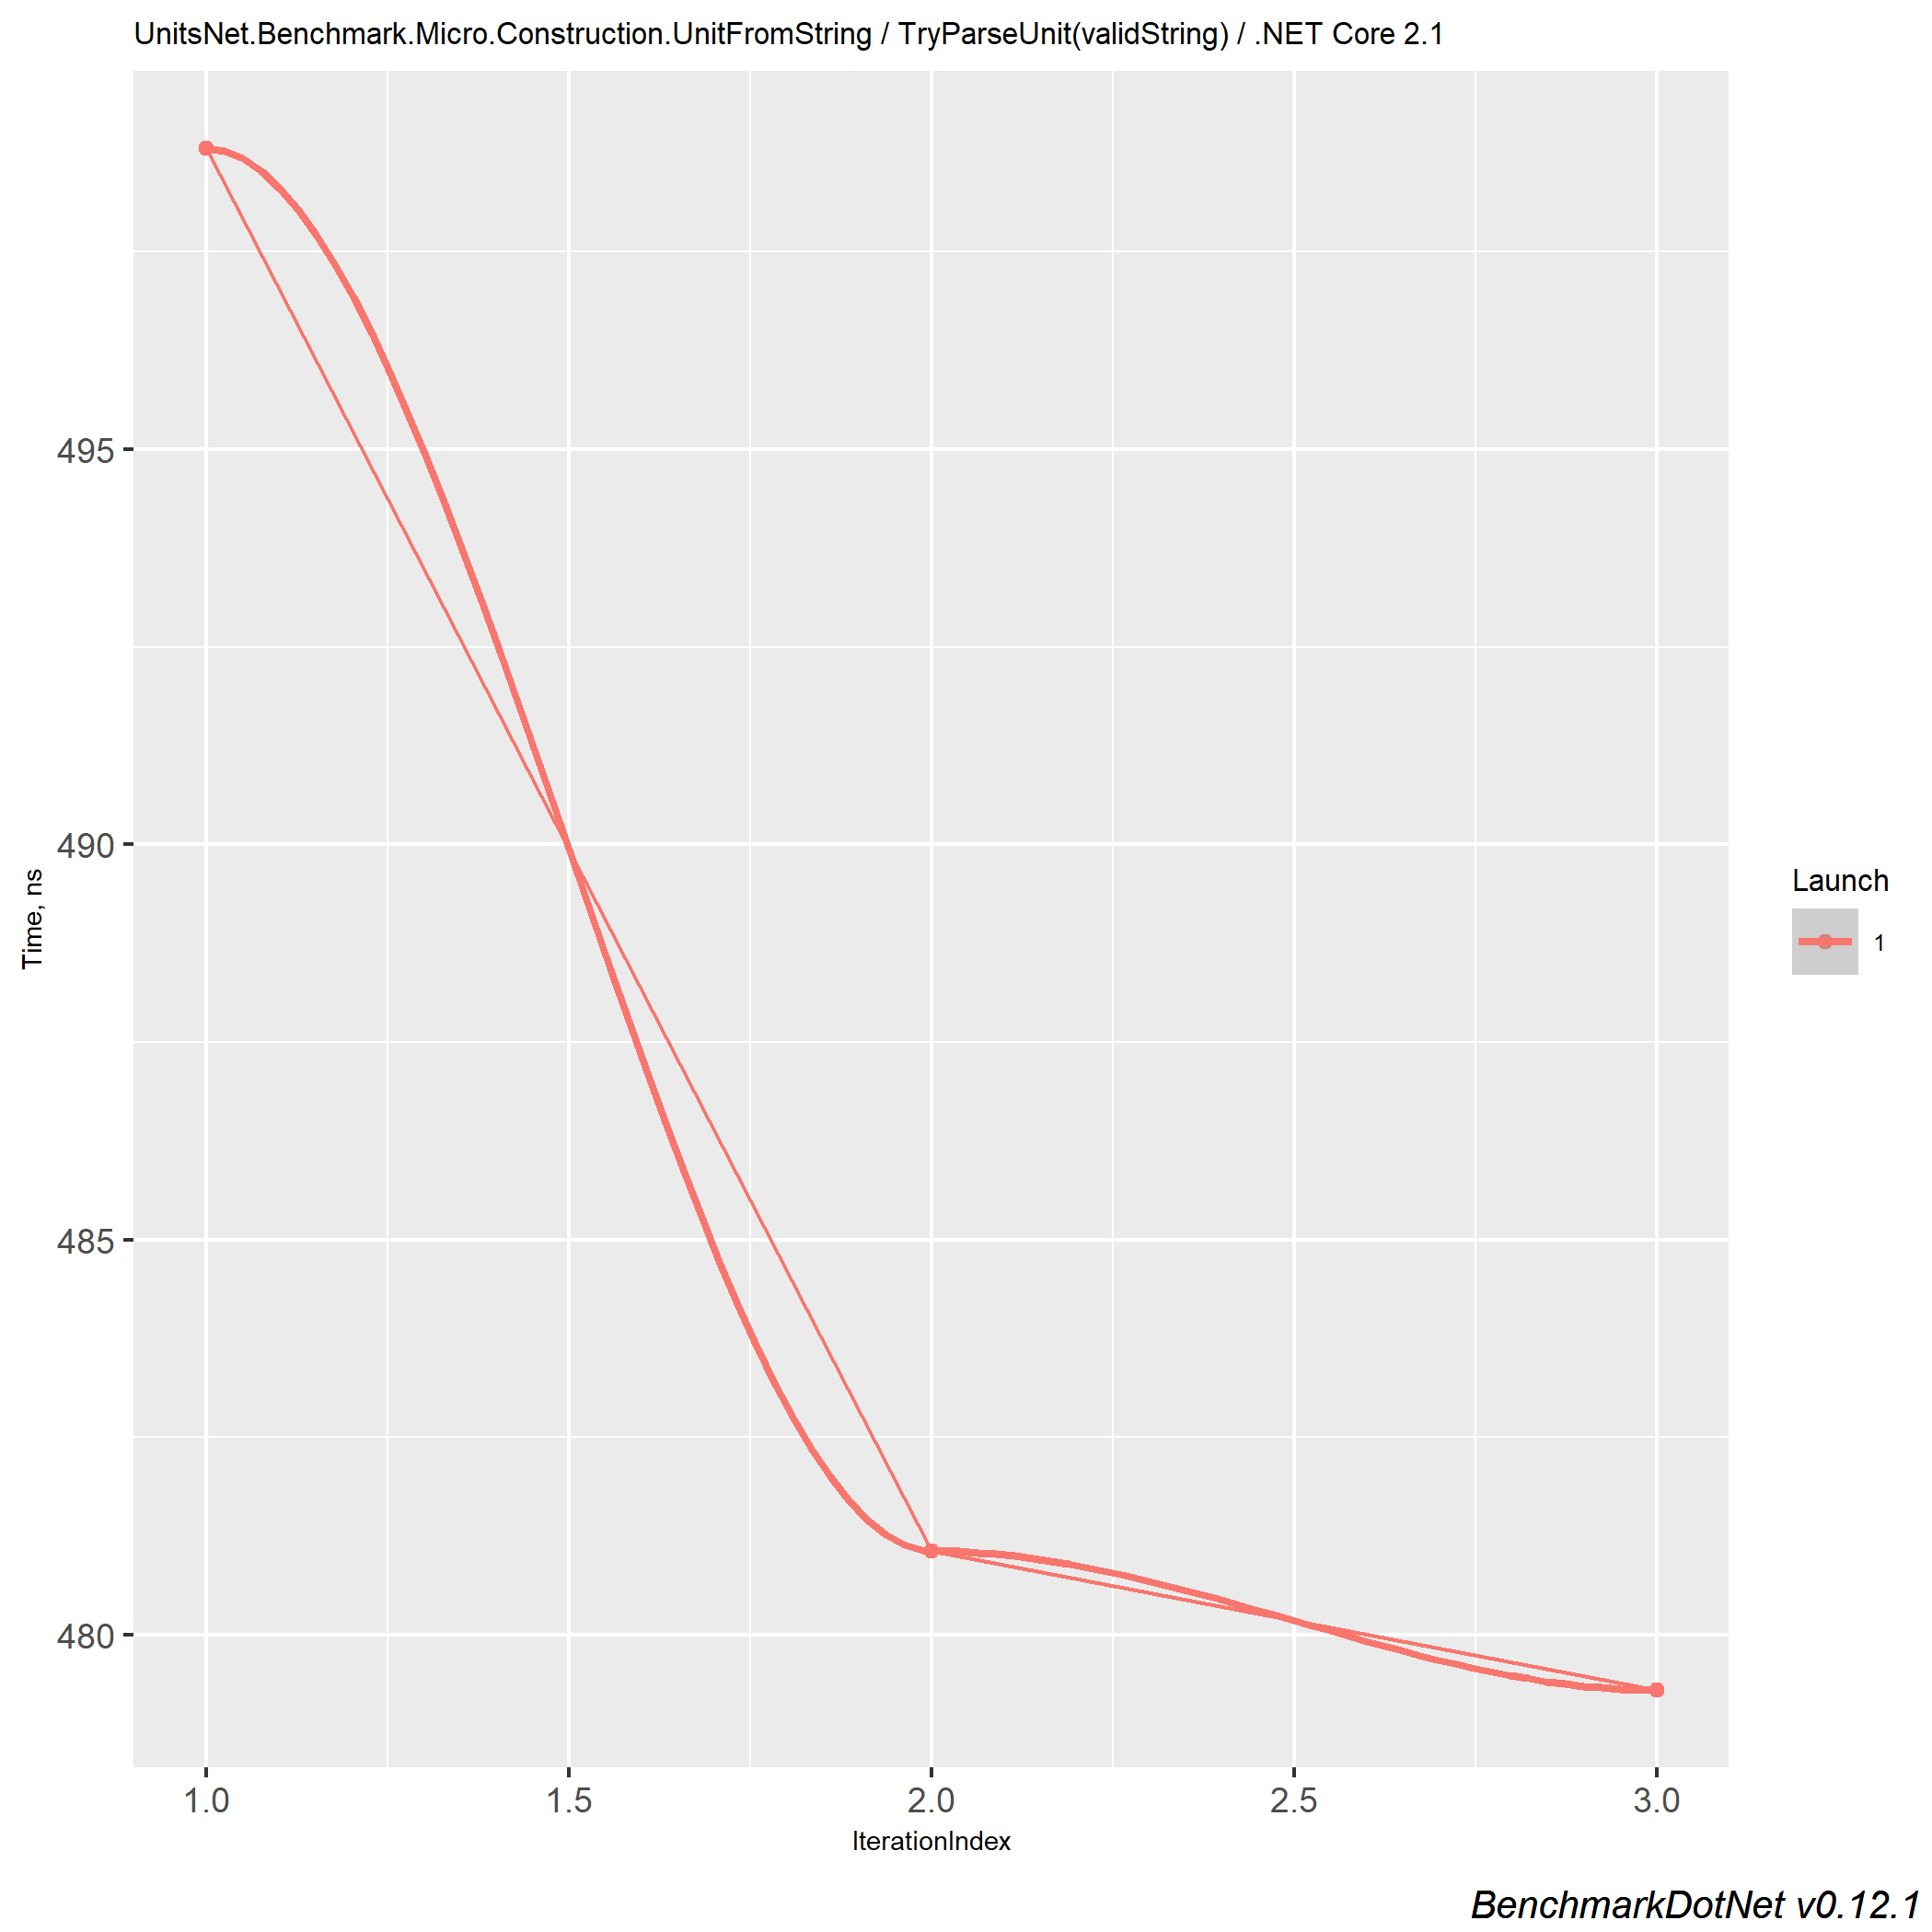 UnitsNet.Benchmark.Micro.Construction.UnitFromString / TryParseUnit(validString) / .NET Core 2.1
495
490
485
480
Time, ns
1.0 1.5 2.0 2.5 3.0
IterationIndex
Launch
1
BenchmarkDotNet v0.12.1